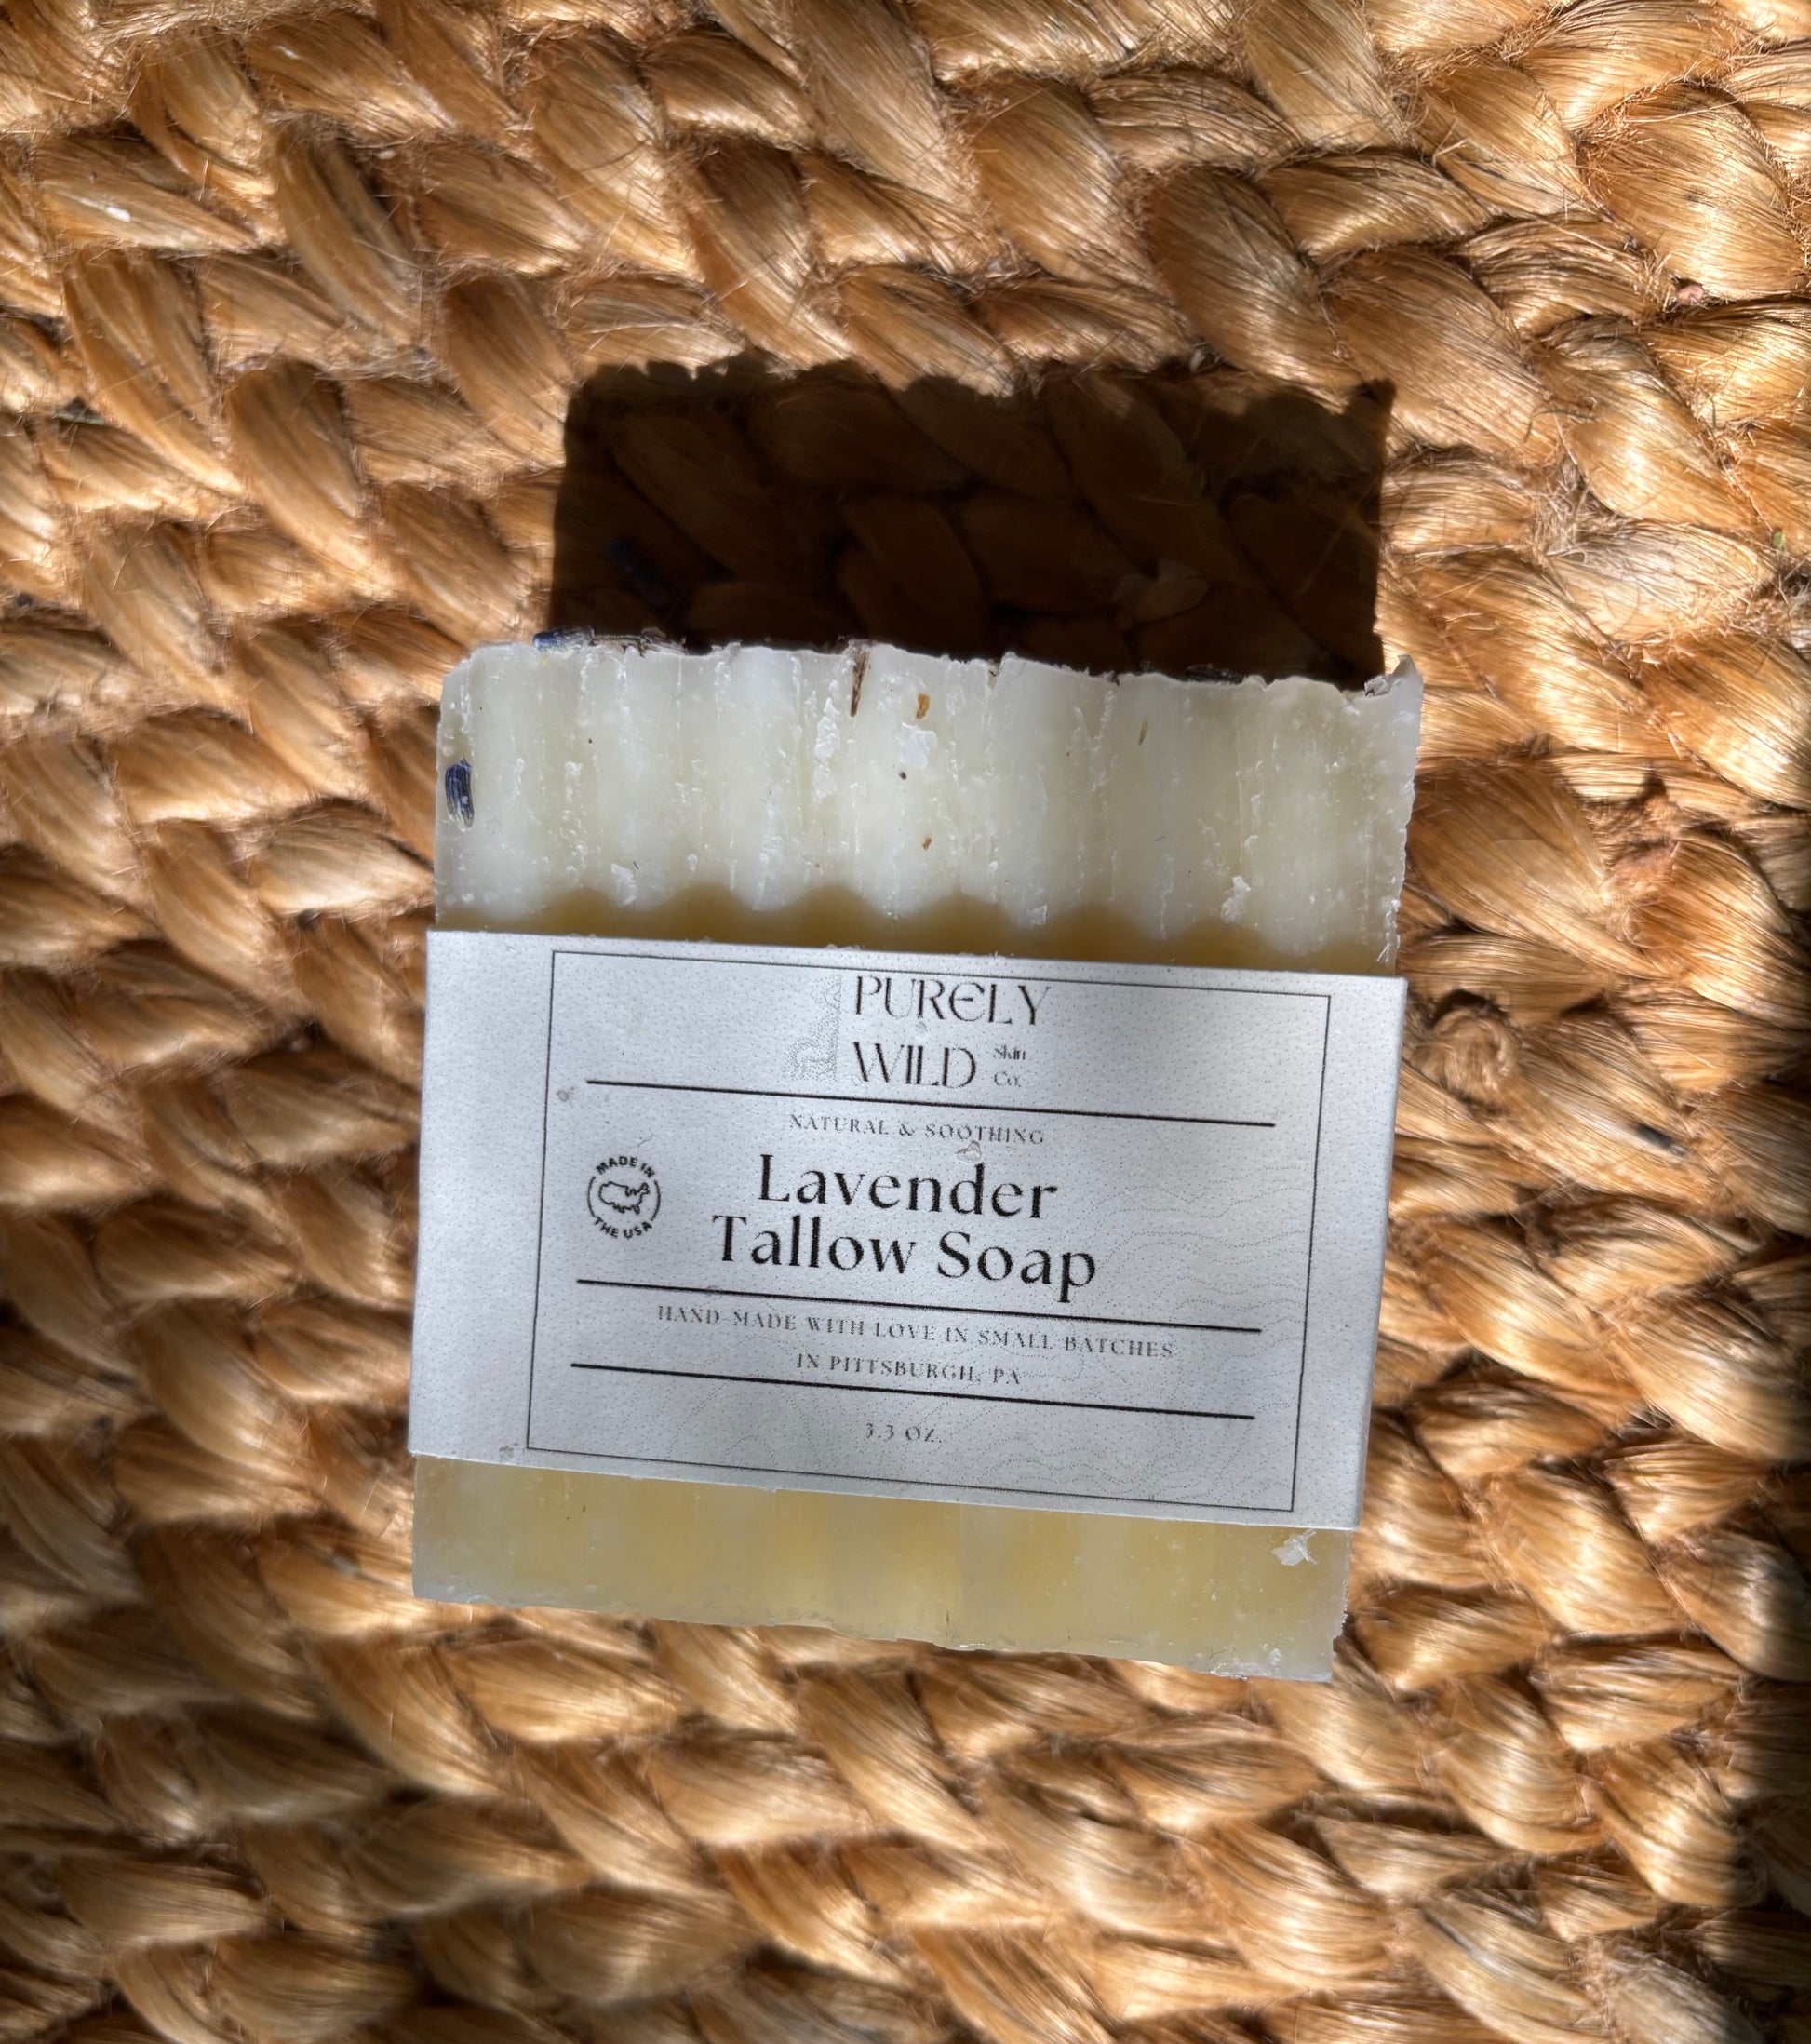 PURELY
WILD Skin Co.
NATURAL & SOOTHING
MADE IN THE USA
Lavender
Tallow Soap
HAND-MADE WITH LOVE IN SMALL BATCHES
IN PITTSBURGH, PA
3.3 OZ.